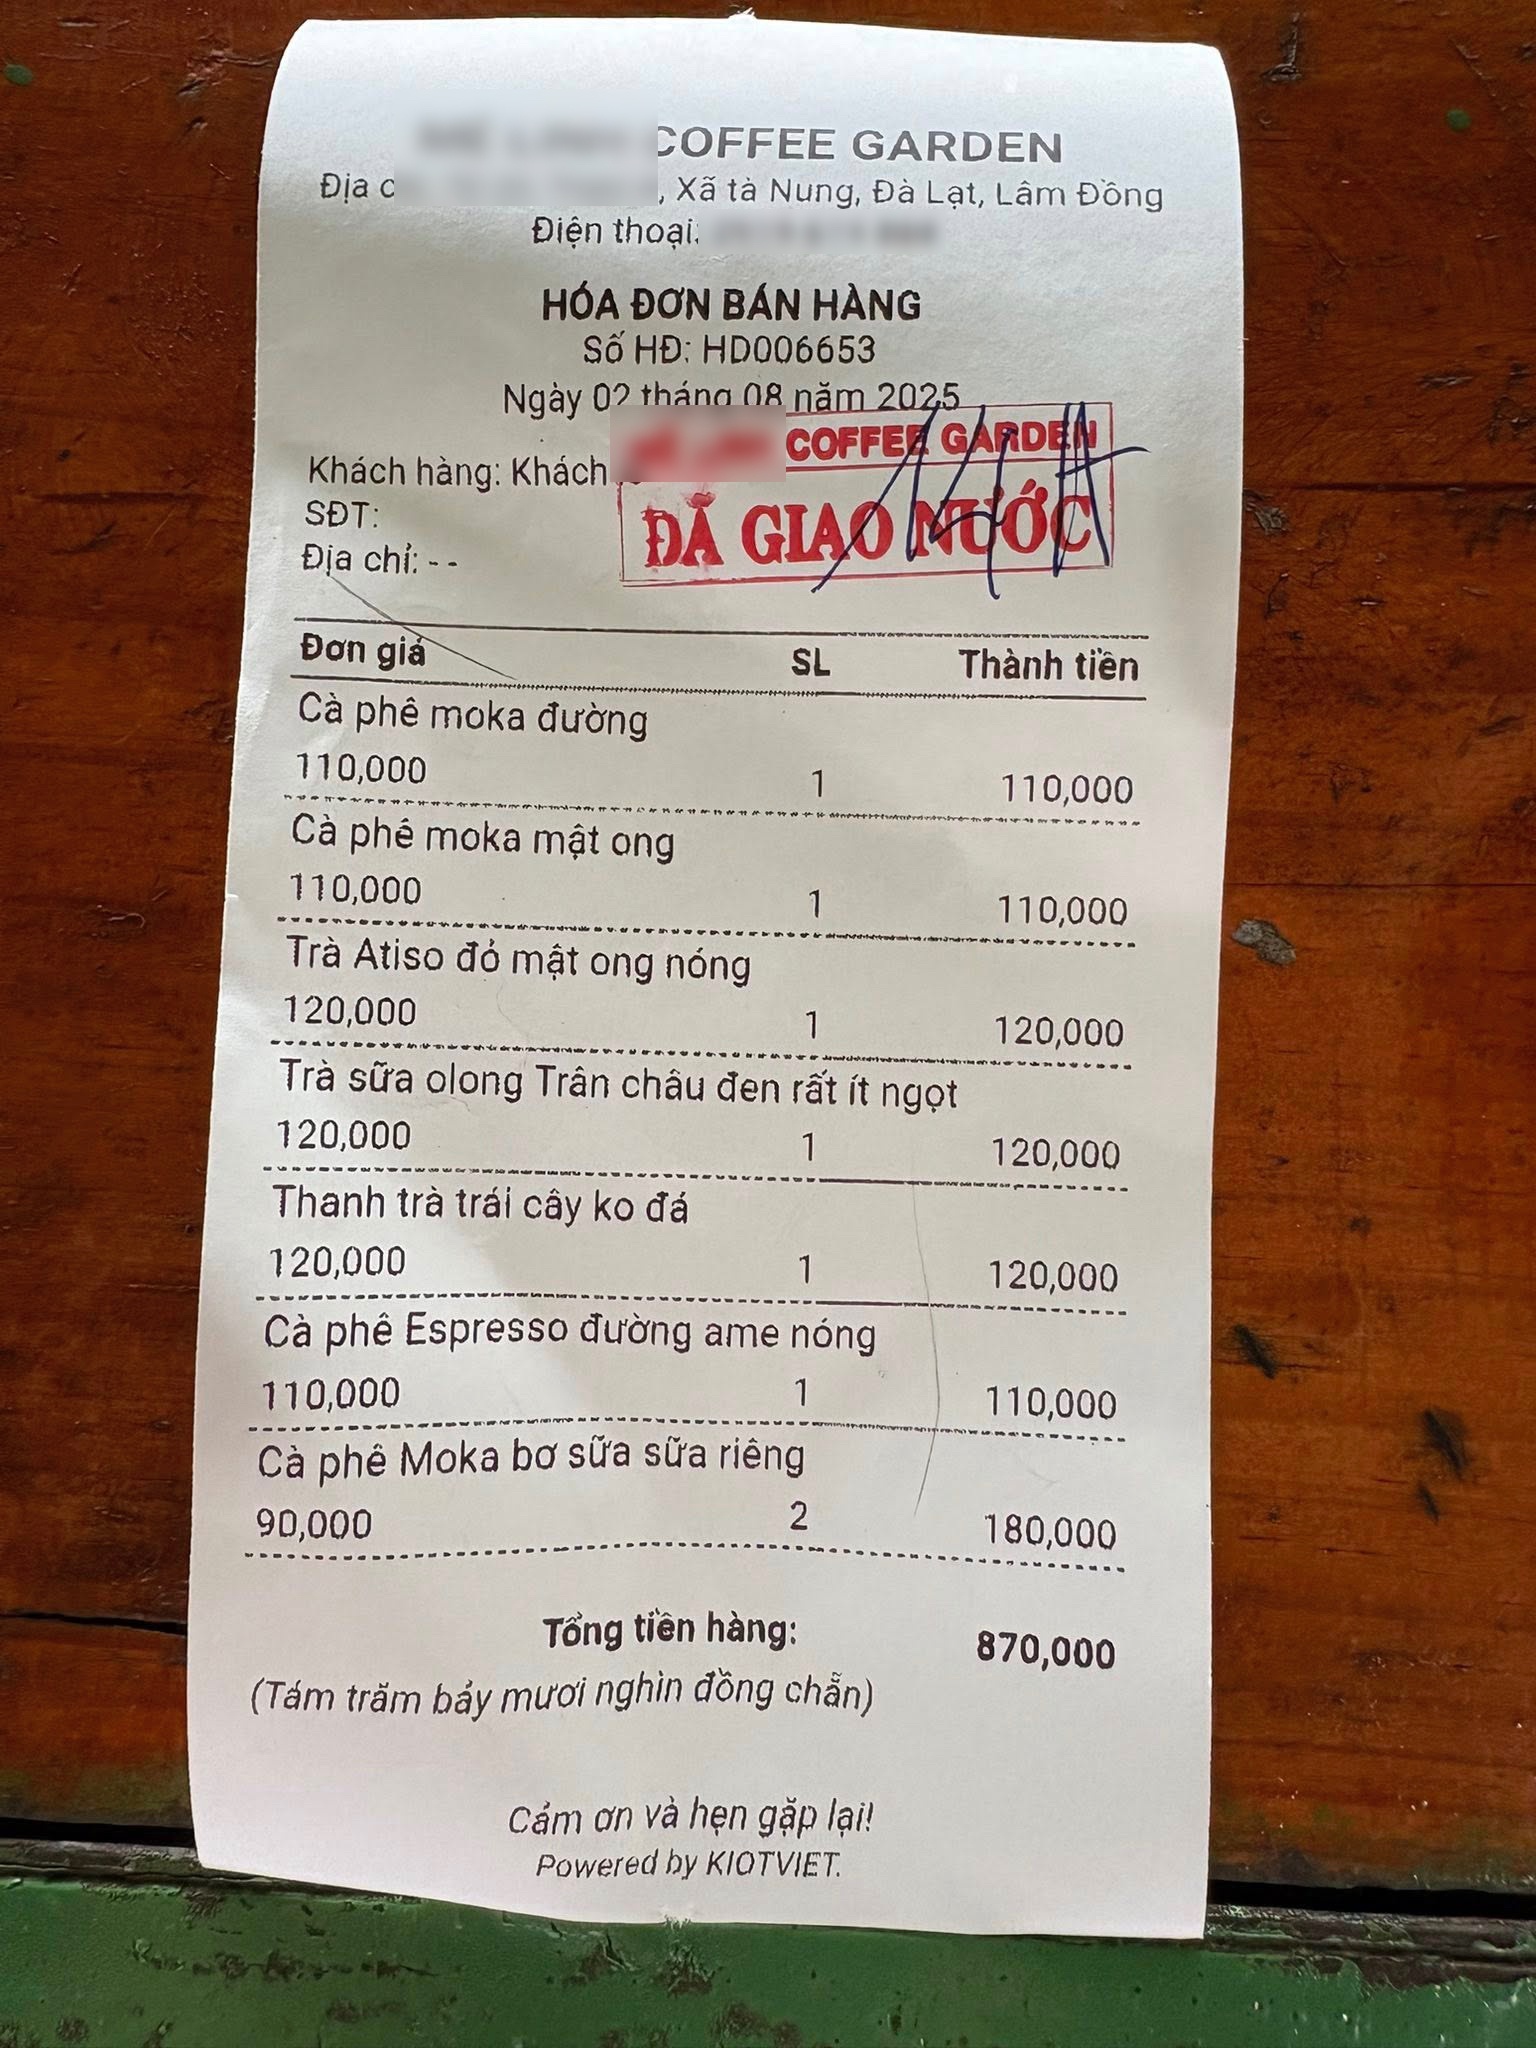 COFFEE GARDEN
Địa c , Xã tà Nung, Đà Lạt, Lâm Đồng
Điện thoại:
HÓA ĐƠN BÁN HÀNG
Số HĐ: HD006653
Ngày 02 tháng 08 năm 2025
COFFEE GARDEN
ĐÃ GIAO NƯỚC
Khách hàng: Khách
SĐT:
Địa chỉ: - -
Đơn giá SL Thành tiền
Cà phê moka đường
110,000 1 110,000
Cà phê moka mật ong
110,000 1 110,000
Trà Atiso đỏ mật ong nóng
120,000 1 120,000
Trà sữa olong Trân châu đen rất ít ngọt
120,000 1 120,000
Thanh trà trái cây ko đá
120,000 1 120,000
Cà phê Espresso đường ame nóng
110,000 1 110,000
Cà phê Moka bơ sữa sữa riêng
90,000 2 180,000
Tổng tiền hàng: 870,000
(Tám trăm bảy mươi nghìn đồng chẵn)
Cảm ơn và hẹn gặp lại!
Powered by KIOTVIET.